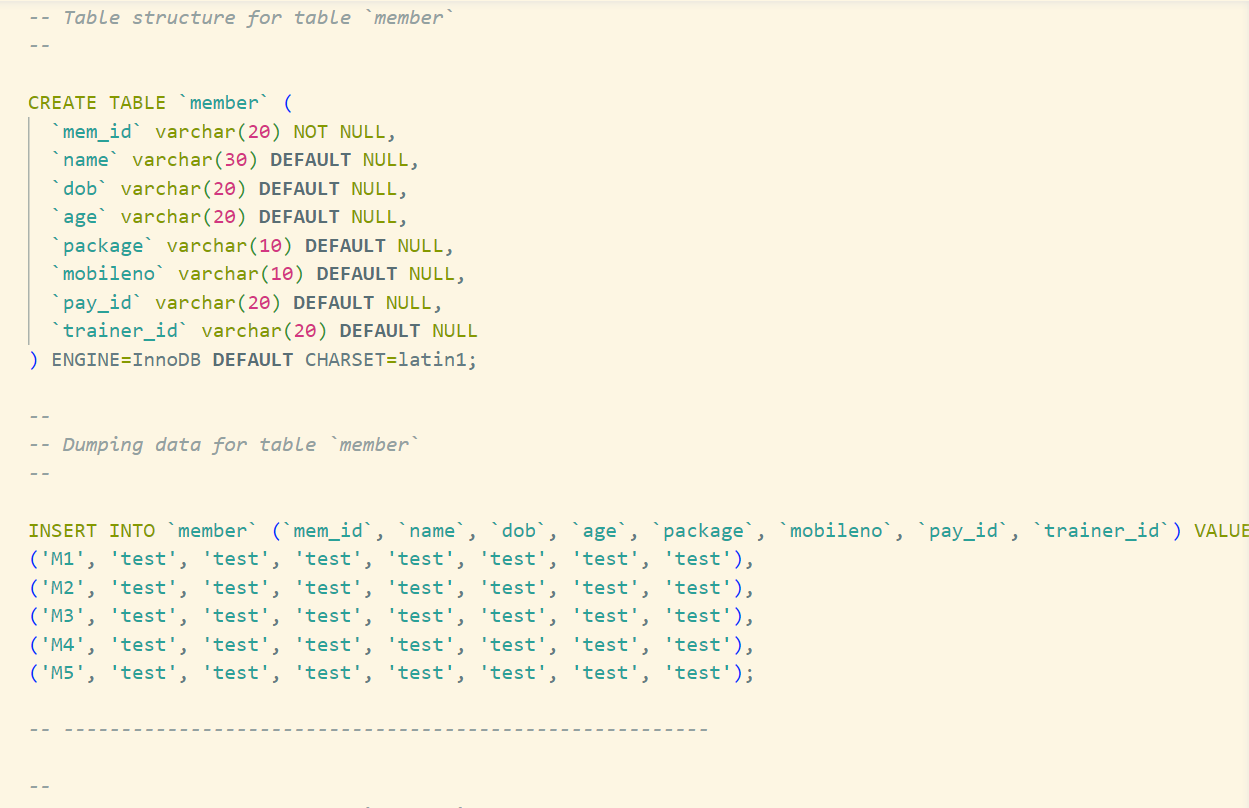 -- Table structure for table `member`
--
CREATE TABLE `member` (
`mem_id` varchar(20) NOT NULL,
`name` varchar(30) DEFAULT NULL,
`dob` varchar(20) DEFAULT NULL,
`age` varchar(20) DEFAULT NULL,
`package` varchar(10) DEFAULT NULL,
`mobileno` varchar(10) DEFAULT NULL,
`pay_id` varchar(20) DEFAULT NULL,
`trainer_id` varchar(20) DEFAULT NULL
) ENGINE=InnoDB DEFAULT CHARSET=latin1;
--
-- Dumping data for table `member`
--
INSERT INTO `member` (`mem_id`, `name`, `dob`, `age`, `package`, `mobileno`, `pay_id`, `trainer_id`) VALUE
('M1', 'test', 'test', 'test', 'test', 'test', 'test', 'test'),
('M2', 'test', 'test', 'test', 'test', 'test', 'test', 'test'),
('M3', 'test', 'test', 'test', 'test', 'test', 'test', 'test'),
('M4', 'test', 'test', 'test', 'test', 'test', 'test', 'test'),
('M5', 'test', 'test', 'test', 'test', 'test', 'test', 'test');
-- --------------------------------------------------------
--